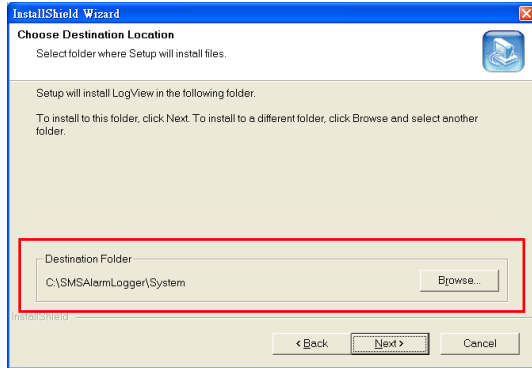 InstallShield Wizard
Choose Destination Location
Select folder where Setup will install files.
Setup will install LogView in the following folder.
To install to this folder, click Next. To install to a different folder, click Browse and select another
folder.
Destination Folder
C:\SMSAlarmLogger\System
Browse...
InstallShield
< Back
Next >
Cancel